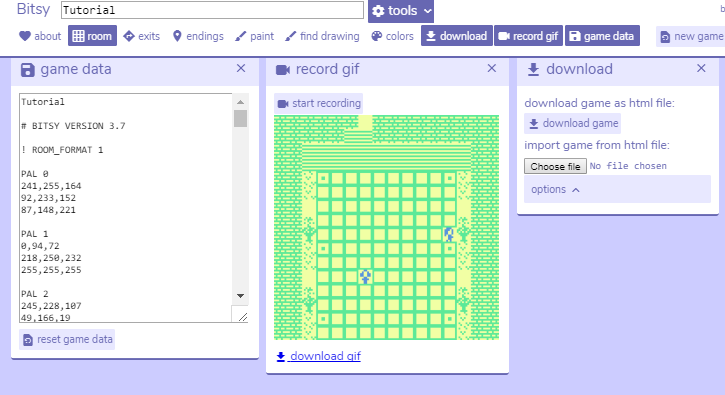 Bitsy
Tutorial
tools
b
about room exits endings paint find drawing colors download record gif game data new game
game data
Tutorial
# BITSY VERSION 3.7
! ROOM_FORMAT 1
PAL 0
241,255,164
92,233,152
87,148,221
PAL 1
0,94,72
218,250,232
255,255,255
PAL 2
245,228,107
49,166,19
reset game data
record gif
start recording
download gif
download
download game as html file:
download game
import game from html file:
Choose file No file chosen
options